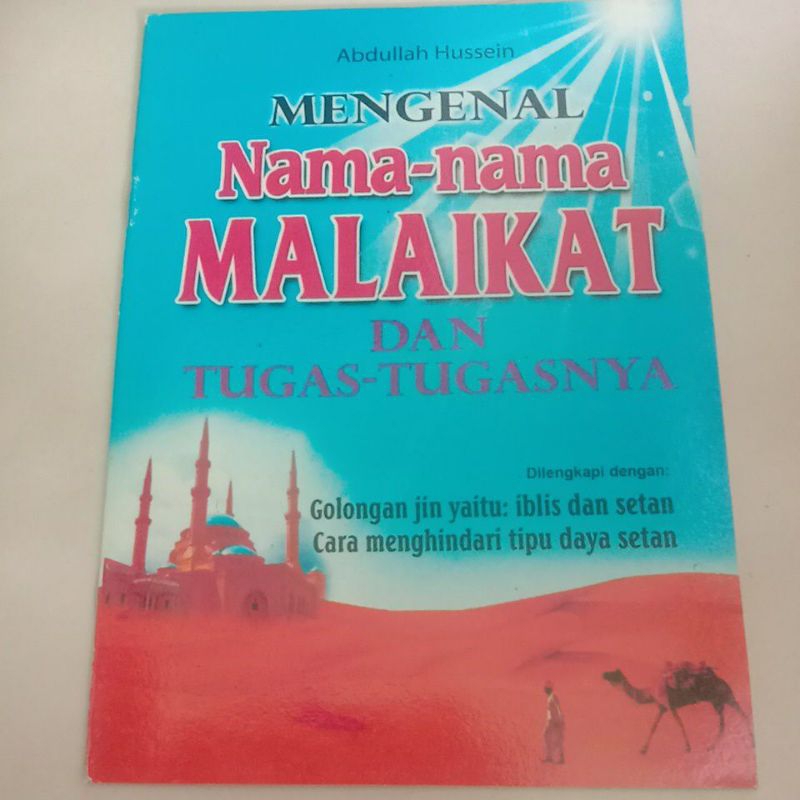 Abdullah Hussein
MENGENAL
Nama-nama
MALAIKAT
DAN
TUGAS-TUGASNYA
Dilengkapi dengan:
Golongan jin yaitu: iblis dan setan
Cara menghindari tipu daya setan